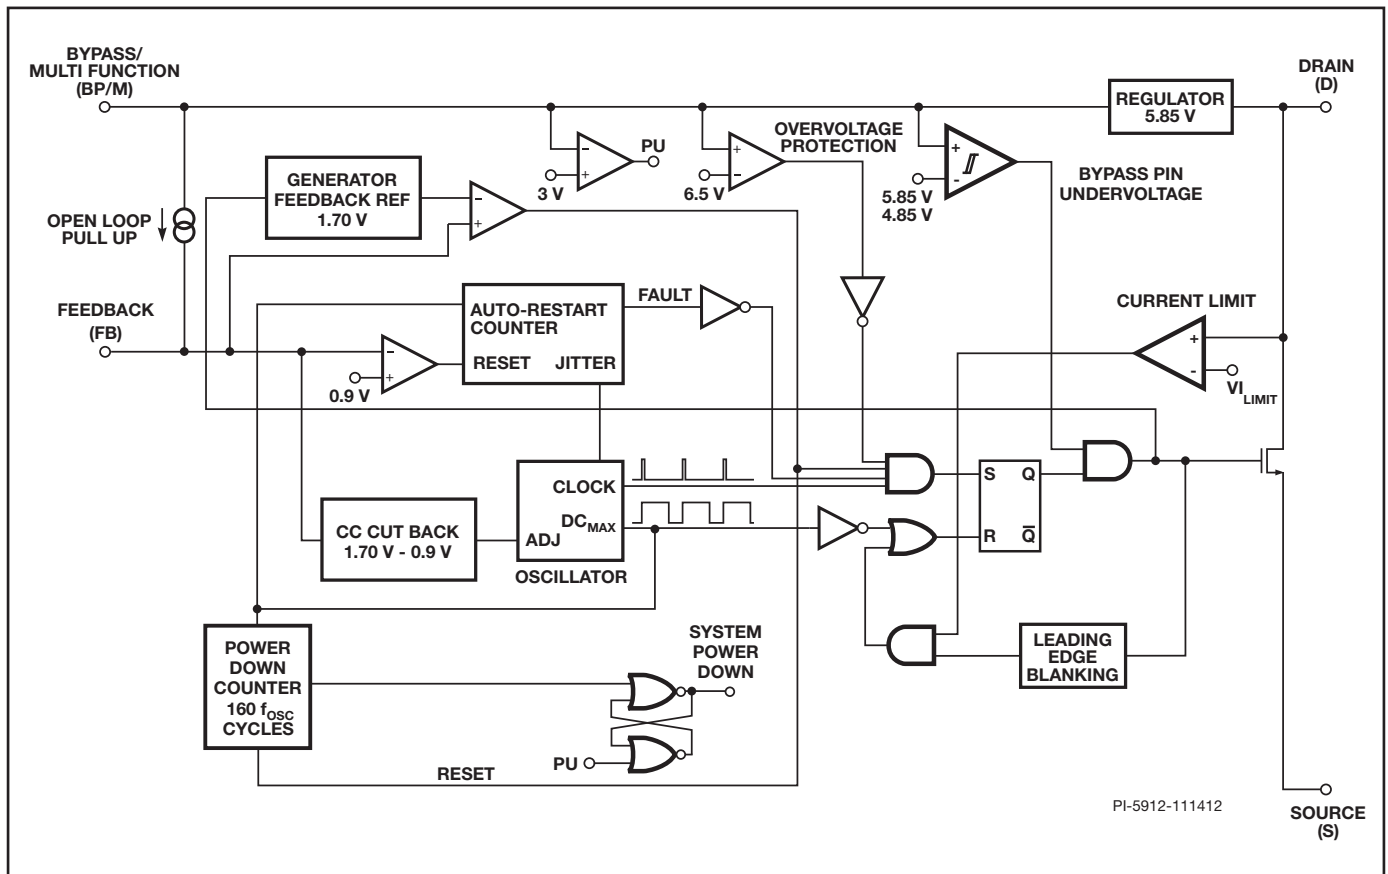 BYPASS/
MULTI FUNCTION
(BP/M)
DRAIN
(D)
REGULATOR
5.85 V
OVERVOLTAGE
PROTECTION
PU
+
-
-
+
3 V
+
-
6.5 V
5.85 V
4.85 V
BYPASS PIN
UNDERVOLTAGE
GENERATOR
FEEDBACK REF
1.70 V
-
+
OPEN LOOP
PULL UP
FEEDBACK
(FB)
AUTO-RESTART
COUNTER
RESET
JITTER
FAULT
CURRENT LIMIT
+
-
VI LIMIT
-
+
0.9 V
CLOCK
DCMAX
ADJ
OSCILLATOR
CC CUT BACK
1.70 V - 0.9 V
S
Q
R
Q̅
POWER
DOWN
COUNTER
160 fOSC
CYCLES
SYSTEM
POWER
DOWN
LEADING
EDGE
BLANKING
PU
RESET
PI-5912-111412
SOURCE
(S)